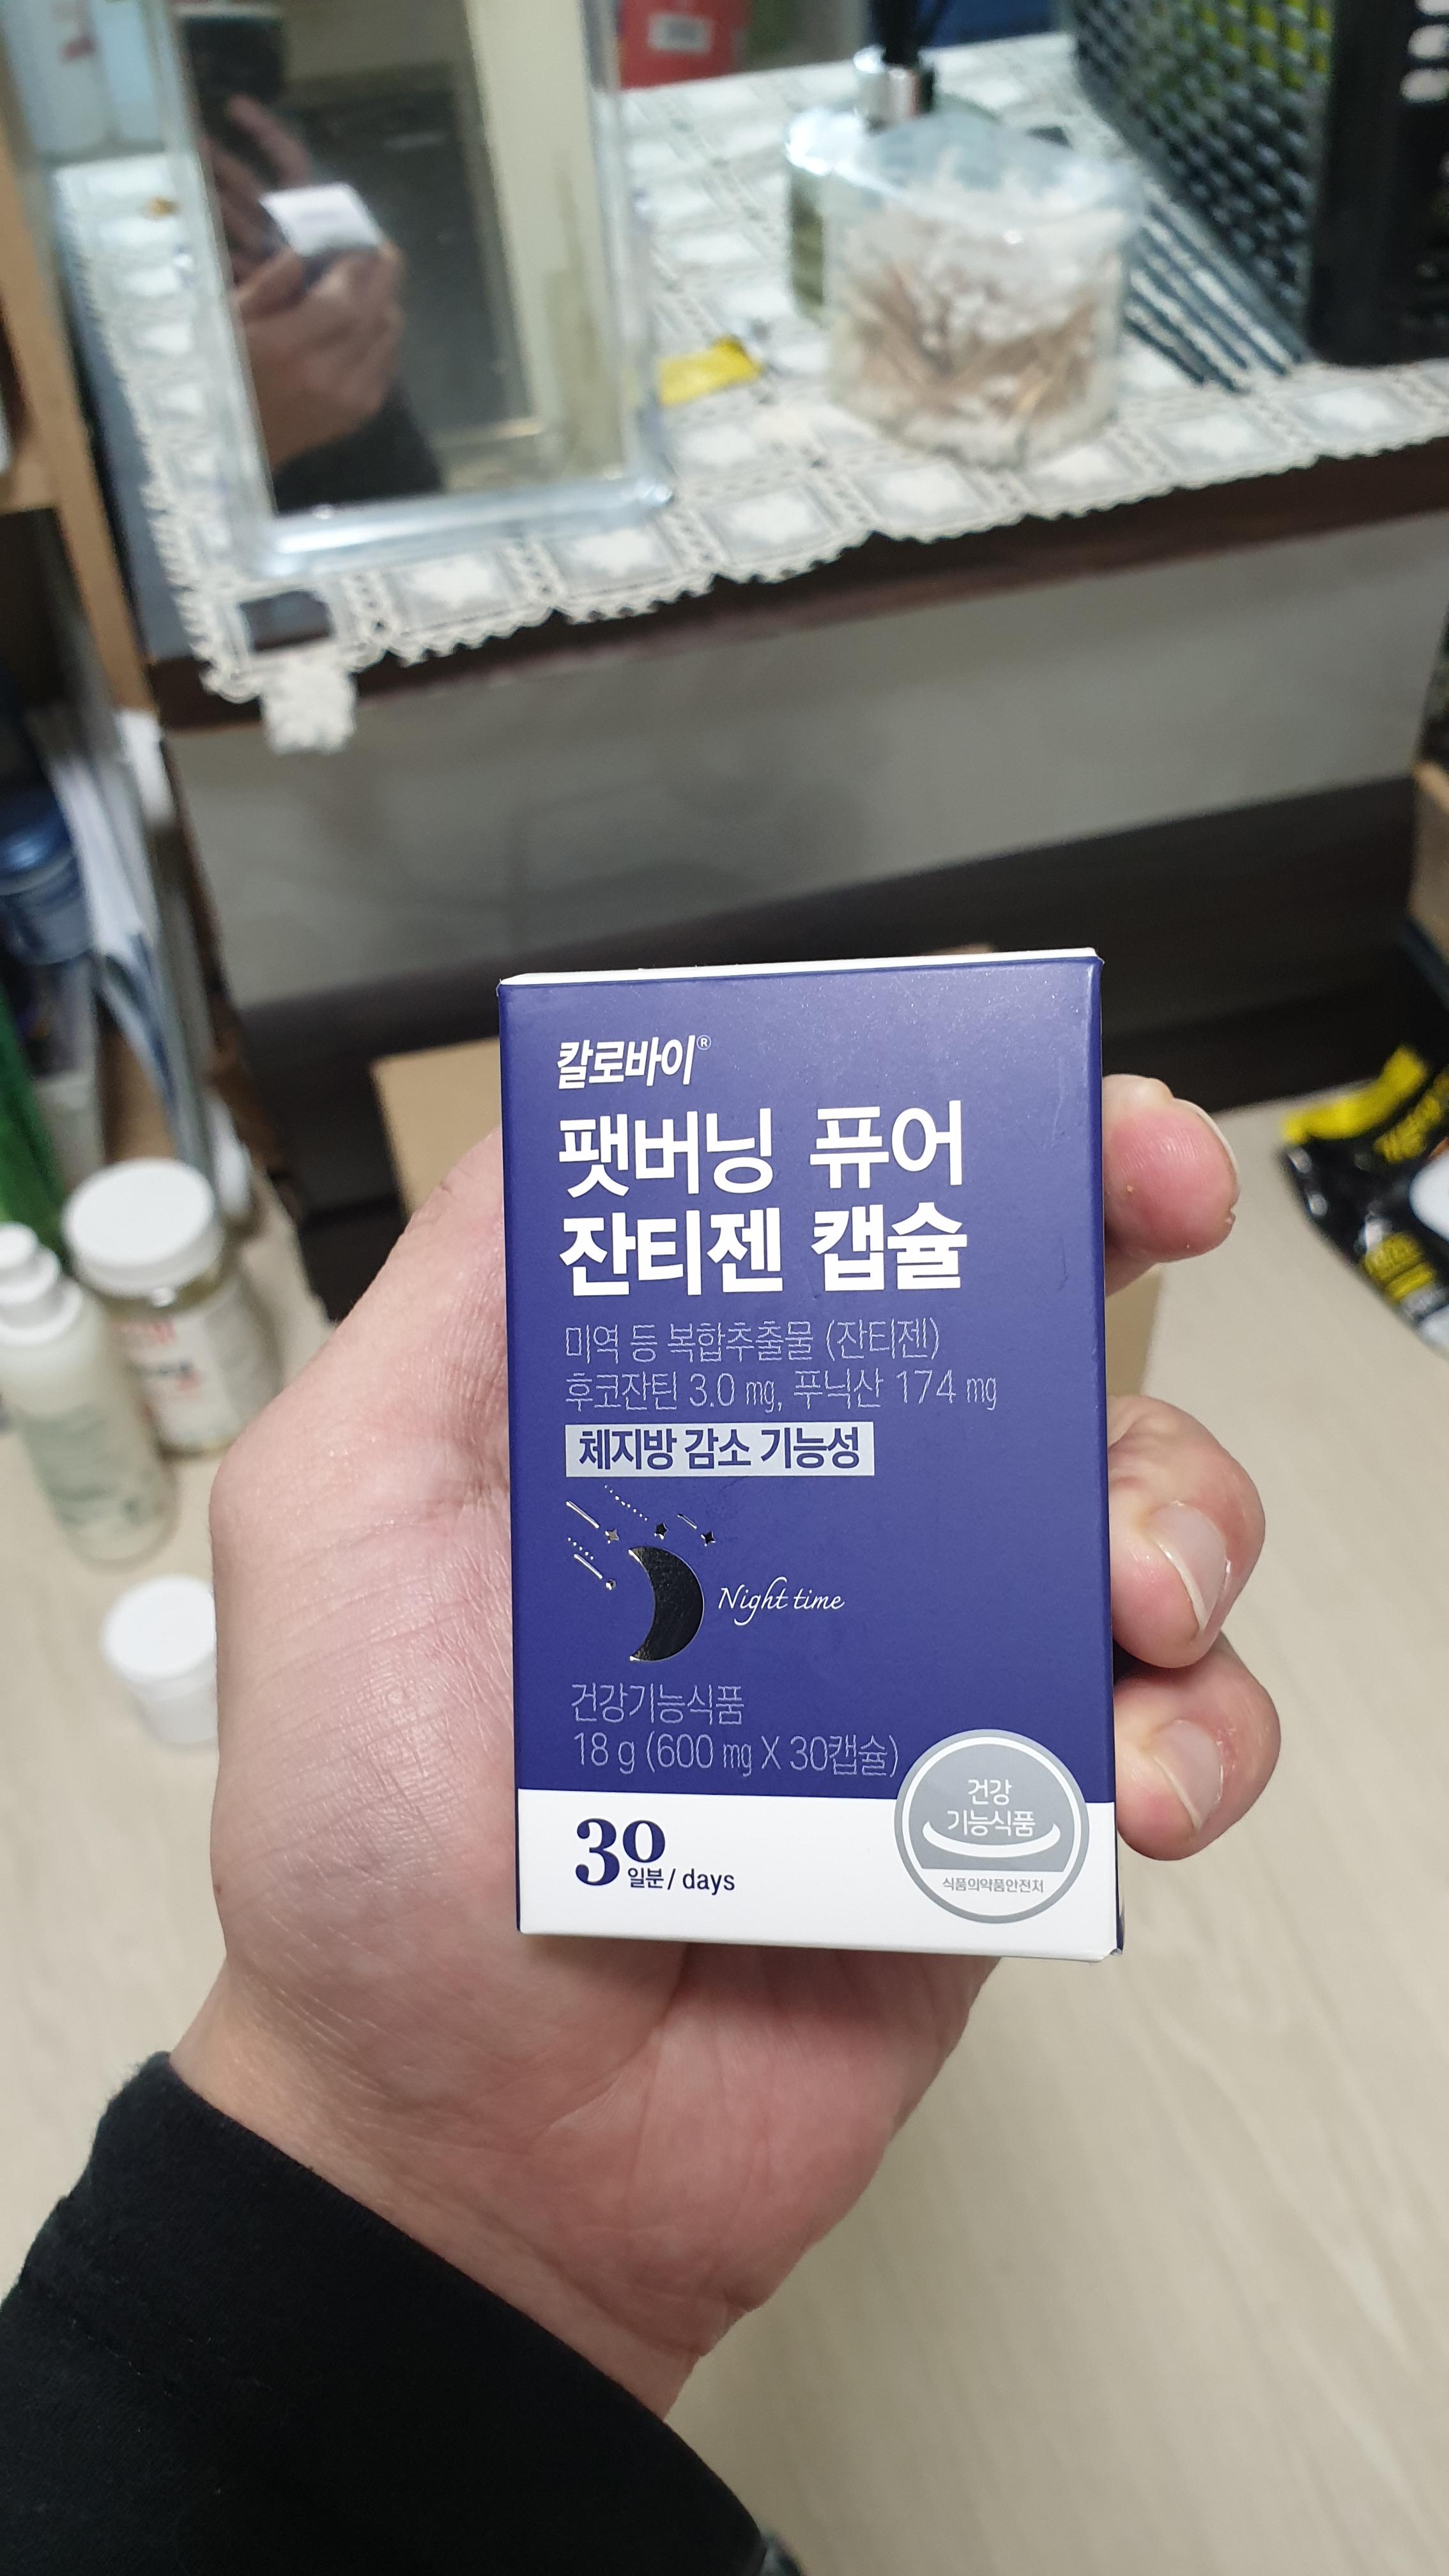 칼로바이®
팻버닝 퓨어
잔티젠 캡슐
미역 등 복합추출물 (잔티젠)
후코잔틴 3.0 mg, 푸닉산 174 mg
체지방 감소 기능성
Night time
건강기능식품
18 g (600 mg X 30캡슐)
30일분 / days
건강
기능식품
식품의약품안전처